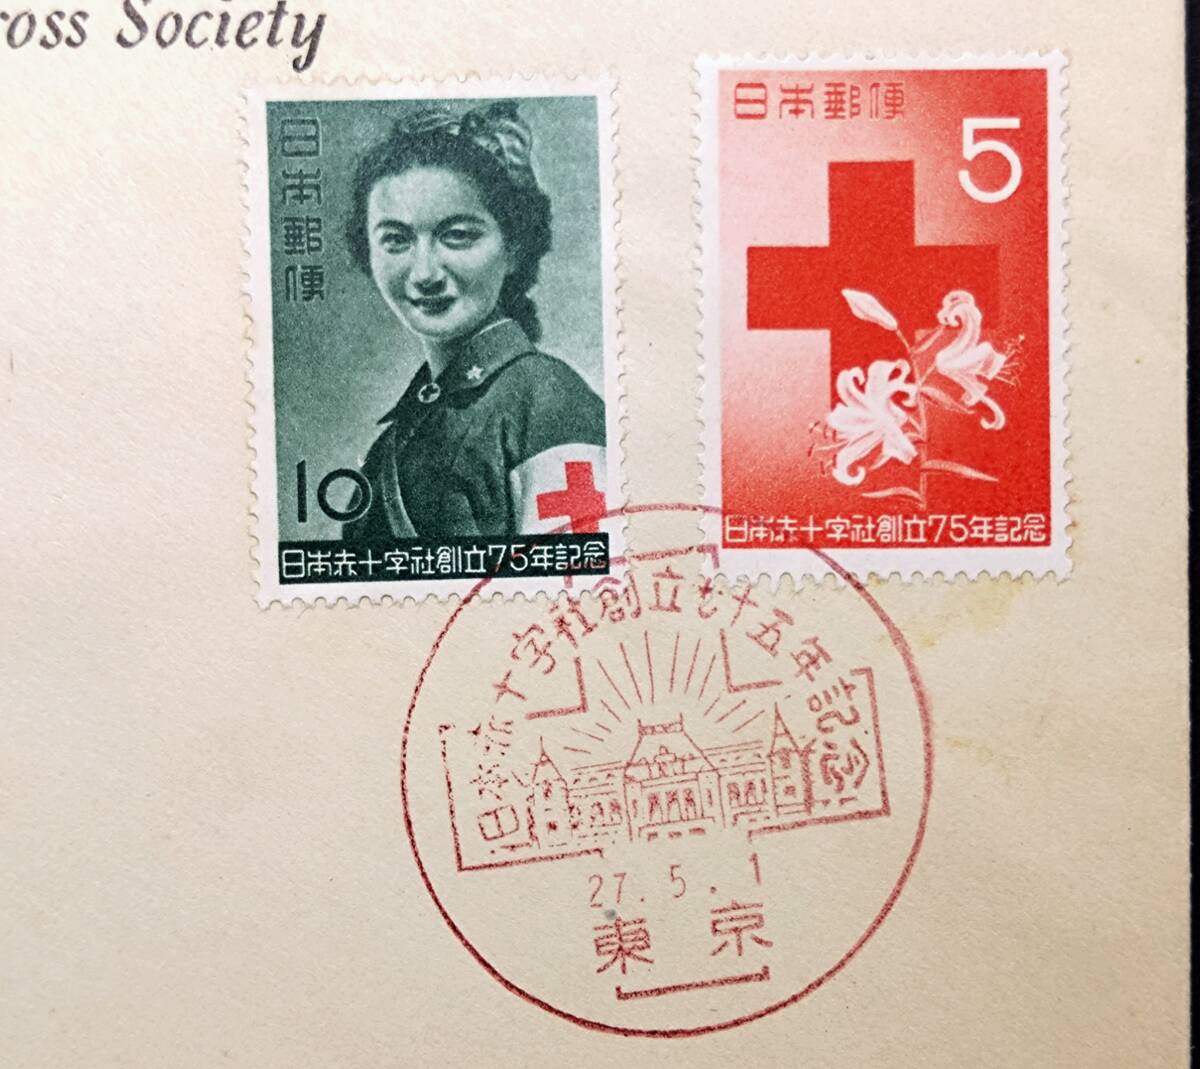 ross Society
日本郵便
10
日本赤十字社創立75年記念
日本郵便
5
日本赤十字社創立75年記念
日本赤十字社創立七十五年記念
27.5.1
東京